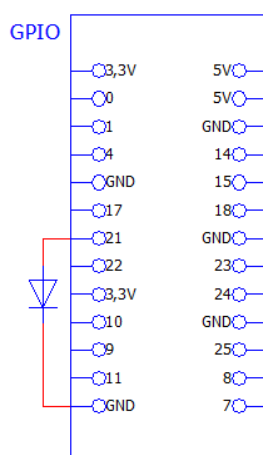 GPIO
3,3V 5V
0 5V
1 GND
4 14
GND 15
17 18
21 GND
22 23
3,3V 24
10 GND
9 25
11 8
GND 7